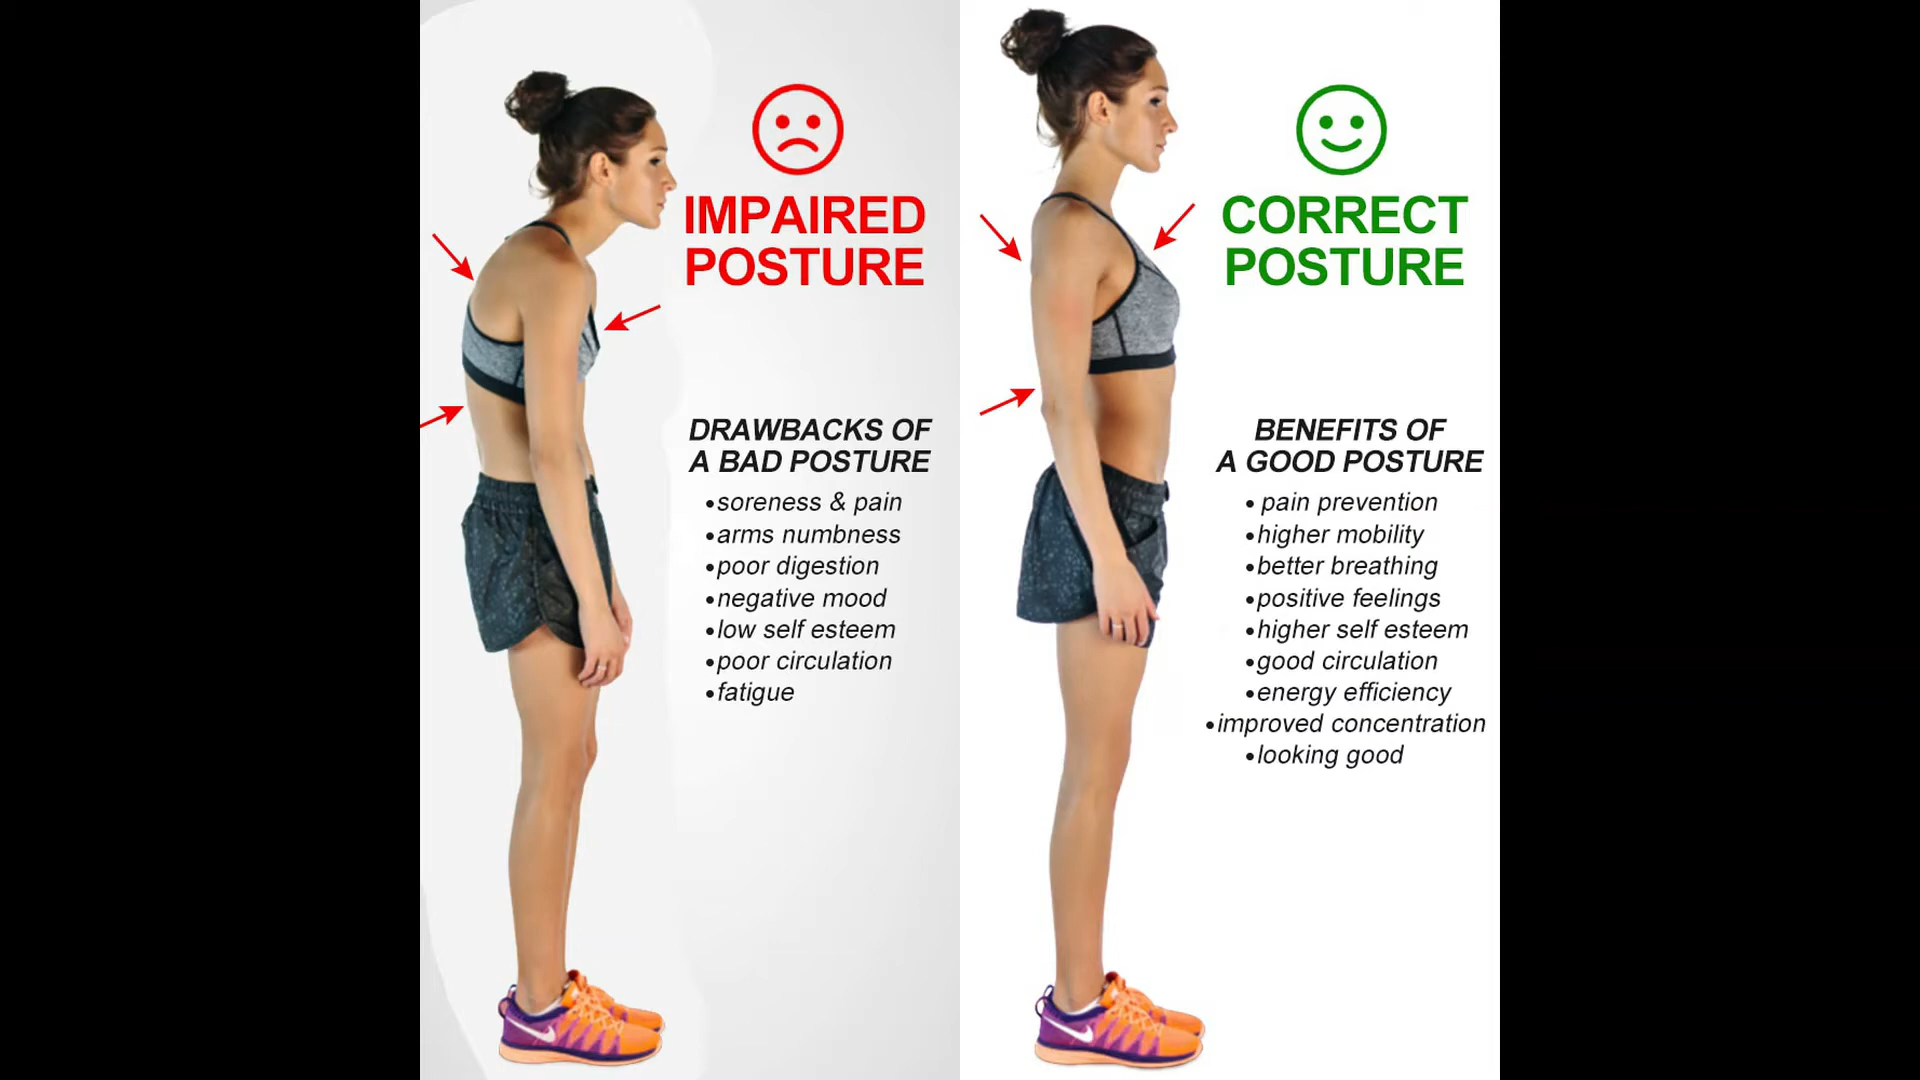 IMPAIRED
POSTURE
DRAWBACKS OF
A BAD POSTURE
•soreness & pain
•arms numbness
•poor digestion
•negative mood
•low self esteem
•poor circulation
•fatigue
CORRECT
POSTURE
BENEFITS OF
A GOOD POSTURE
• pain prevention
•higher mobility
•better breathing
•positive feelings
•higher self esteem
•good circulation
•energy efficiency
•improved concentration
•looking good